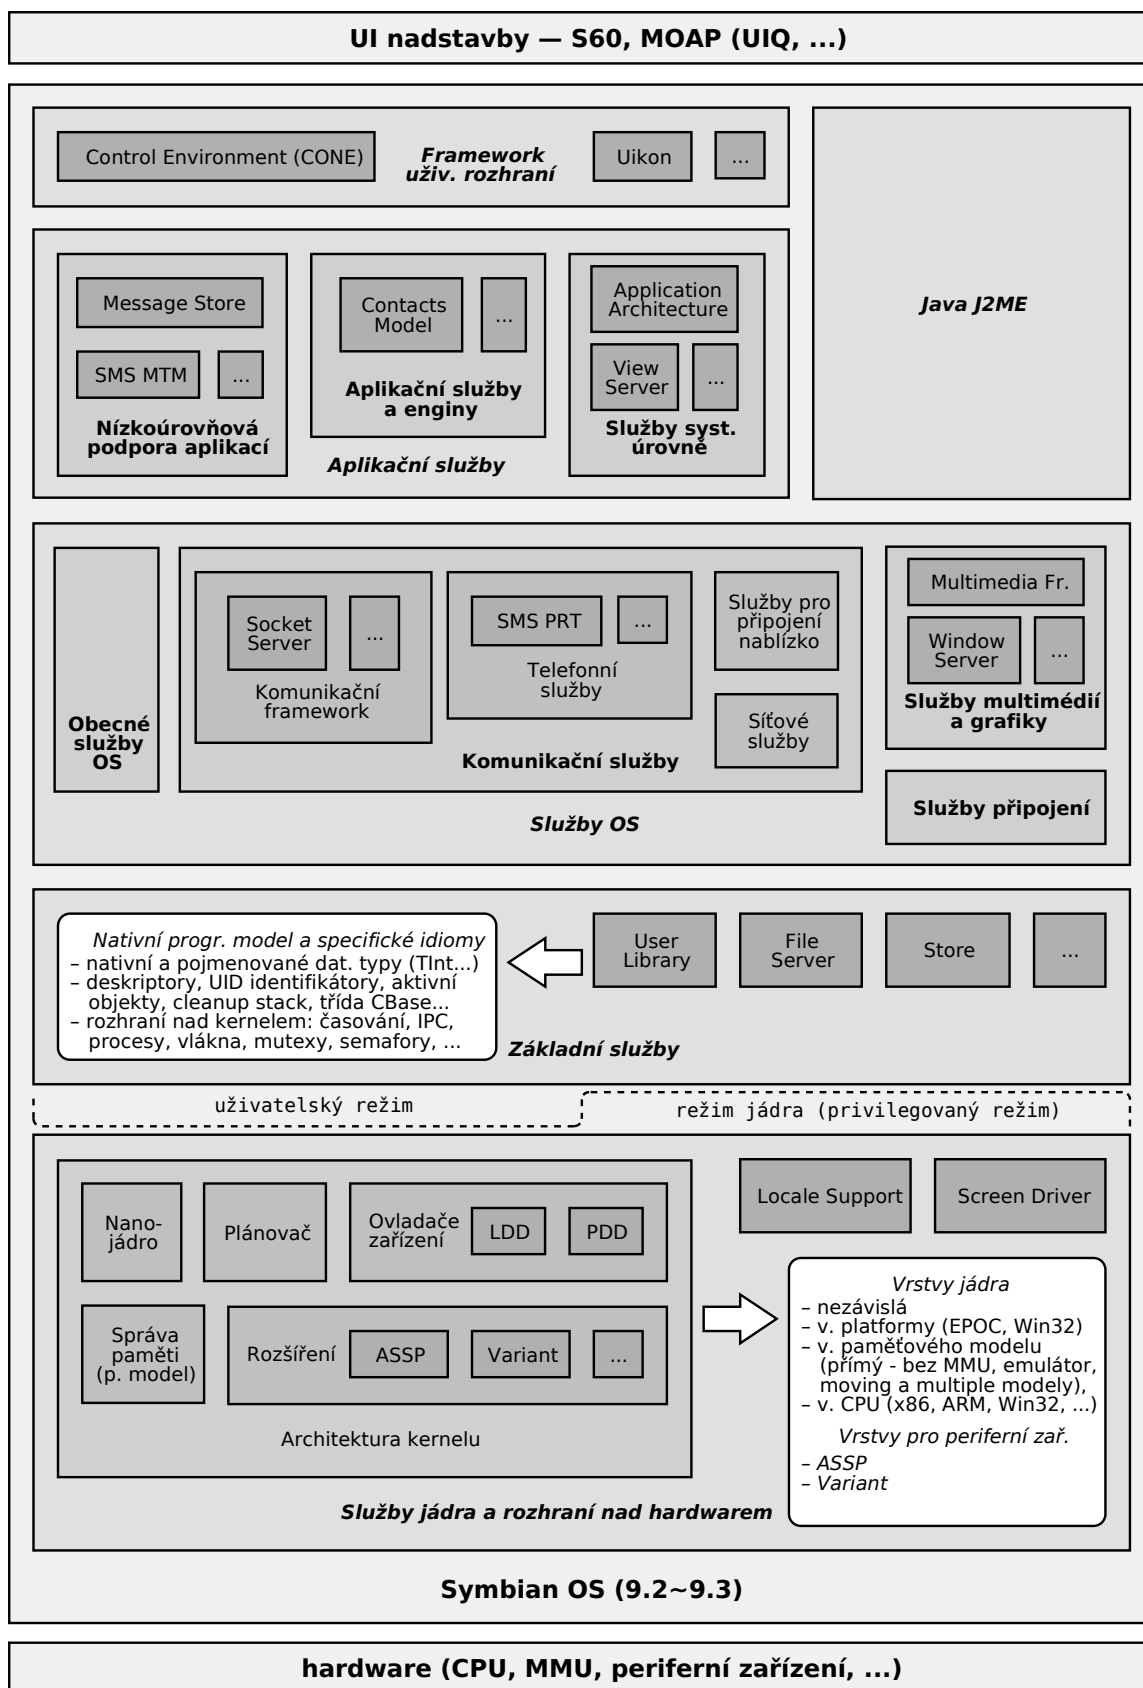 UI nadstavby — S60, MOAP (UIQ, ...)
Control Environment (CONE)
Framework
uživ. rozhraní
Uikon
...
Java J2ME
Message Store
SMS MTM
...
Nízkoúrovňová
podpora aplikací
Contacts
Model
...
Aplikační služby
a enginy
Application
Architecture
View
Server
...
Služby syst.
úrovně
Aplikační služby
Obecné
služby
OS
Socket
Server
...
Komunikační
framework
SMS PRT
...
Telefonní
služby
Služby pro
připojení
nablízko
Síťové
služby
Komunikační služby
Multimedia Fr.
Window
Server
...
Služby multimédií
a grafiky
Služby připojení
Služby OS
Nativní progr. model a specifické idiomy
– nativní a pojmenované dat. typy (TInt...)
– deskriptory, UID identifikátory, aktivní
objekty, cleanup stack, třída CBase...
– rozhraní nad kernelem: časování, IPC,
procesy, vlákna, mutexy, semafory, ...
User
Library
File
Server
Store
...
Základní služby
uživatelský režim
režim jádra (privilegovaný režim)
Nano-
jádro
Plánovač
Ovladače
zařízení
LDD
PDD
Správa
paměti
(p. model)
Rozšíření
ASSP
Variant
...
Architektura kernelu
Locale Support
Screen Driver
Vrstvy jádra
– nezávislá
– v. platformy (EPOC, Win32)
– v. paměťového modelu
(přímý - bez MMU, emulátor,
moving a multiple modely),
– v. CPU (x86, ARM, Win32, ...)
Vrstvy pro periferní zař.
– ASSP
– Variant
Služby jádra a rozhraní nad hardwarem
Symbian OS (9.2~9.3)
hardware (CPU, MMU, periferní zařízení, ...)